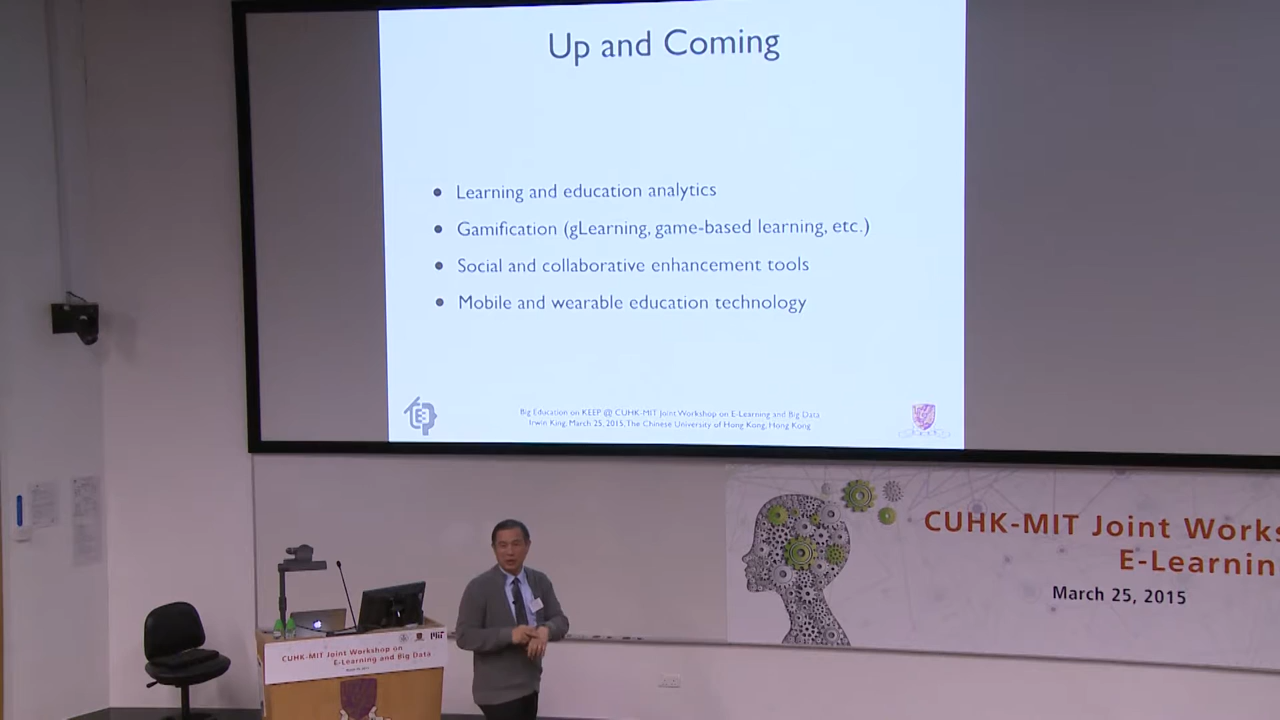 Up and Coming
Learning and education analytics
Gamification (gLearning, game-based learning, etc.)
Social and collaborative enhancement tools
Mobile and wearable education technology
Big Education on KEEP @ CUHK-MIT Joint Workshop on E-Learning and Big Data
Irwin King, March 25, 2015, The Chinese University of Hong Kong, Hong Kong
CUHK-MIT Joint Works
E-Learnin
March 25, 2015
CUHK-MIT Joint Workshop on
E-Learning and Big Data